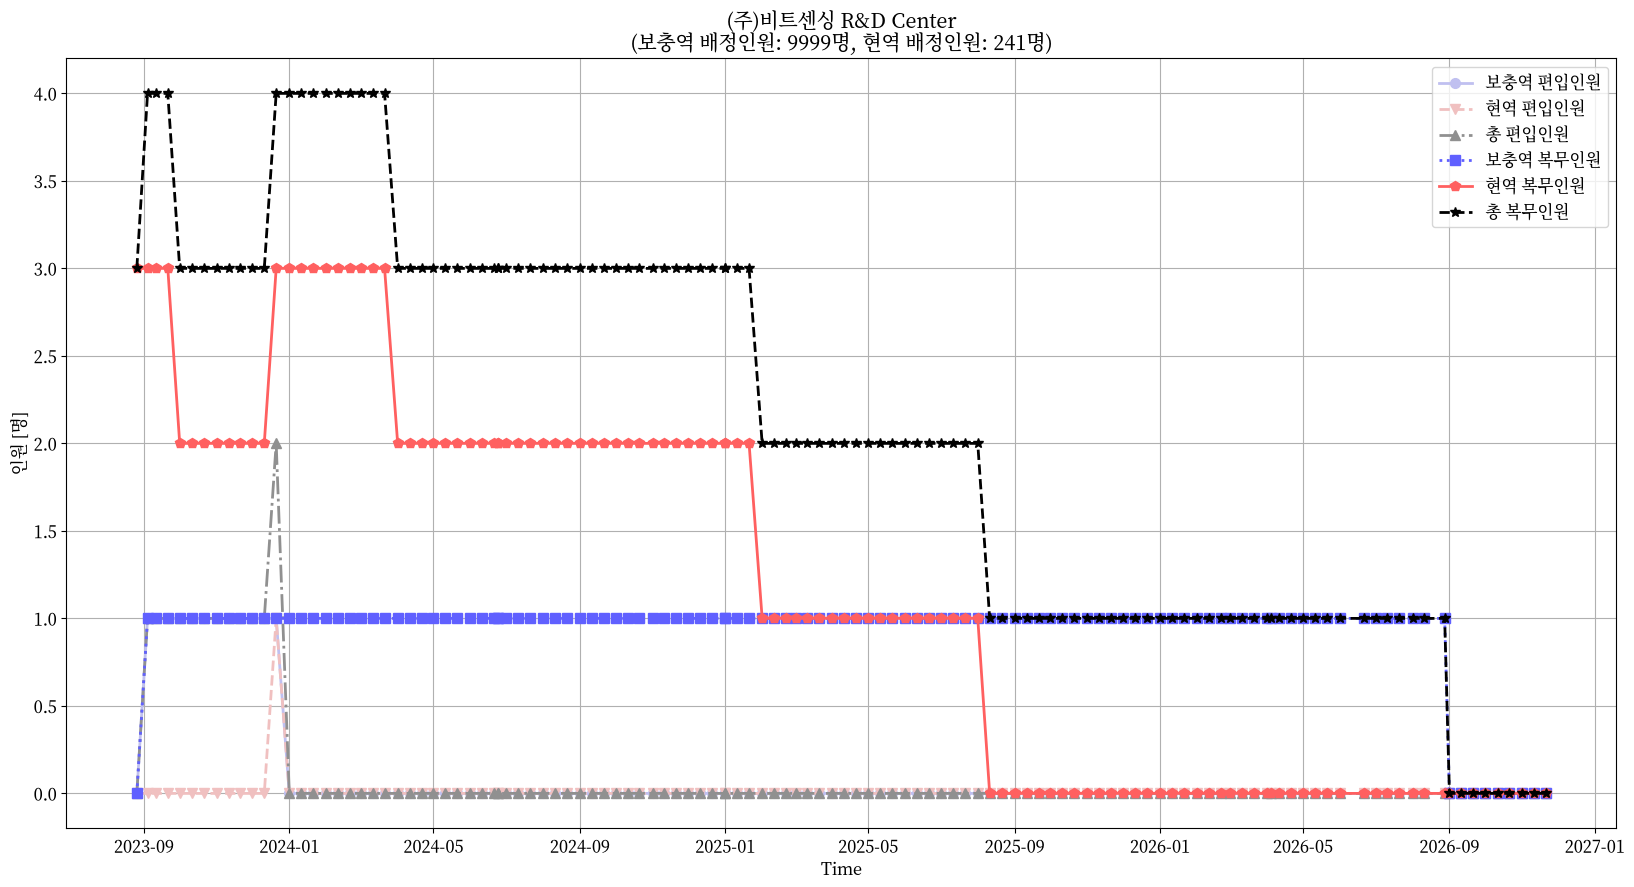 (주)비트센싱 R&D Center
(보충역 배정인원: 9999명, 현역 배정인원: 241명)
인원 [명]
4.0
3.5
3.0
2.5
2.0
1.5
1.0
0.5
0.0
보충역 편입인원
현역 편입인원
총 편입인원
보충역 복무인원
현역 복무인원
총 복무인원
2023-09
2024-01
2024-05
2024-09
2025-01
2025-05
2025-09
2026-01
2026-05
2026-09
2027-01
Time